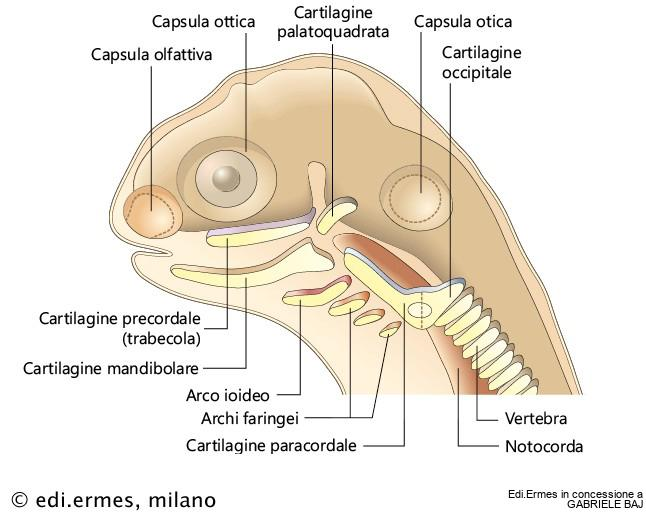 Cartilagine
palatoquadrata
Capsula ottica
Capsula otica
Capsula olfattiva
Cartilagine
occipitale
Cartilagine precordale
(trabecola)
Cartilagine mandibolare
Arco ioideo
Archi faringei
Cartilagine paracordale
Vertebra
Notocorda
© edi.ermes, milano
Edi.Ermes in concessione a
GABRIELE BAJ